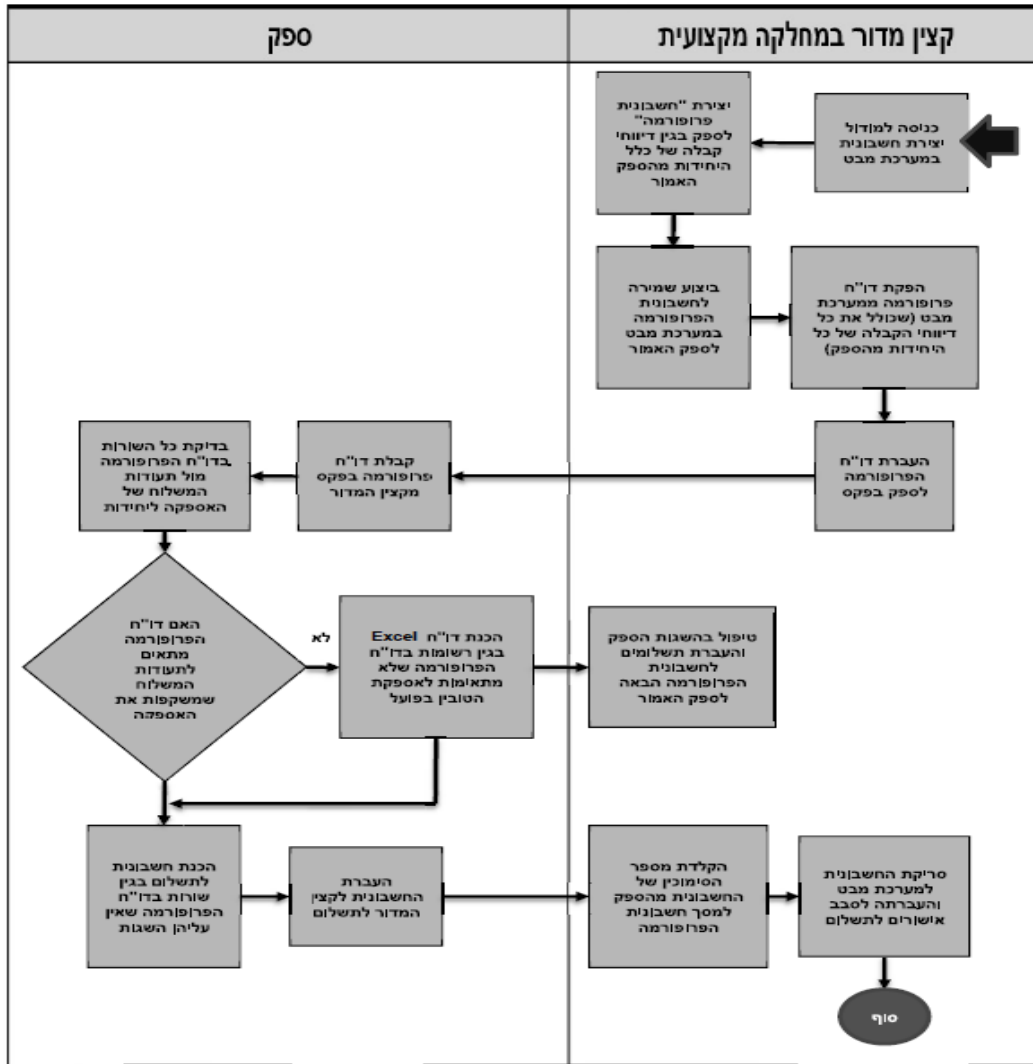 קצין מדור במחלקה מקצועית
ספק
כניסה למודול
יצירת חשבונית
במערכת מבט
יצירת "חשבונית
פרופורמה"
לספק בגין דיווחי
קבלה של כלל
היחידות מהספק
האמור
ביצוע שמירה
לחשבונית
הפרופורמה
במערכת מבט
לספק האמור
הפקת דו"ח
פרופורמה ממערכת
מבט (שכולל את כל
דיווחי הקבלה של כל
היחידות מהספק)
העברת דו"ח
הפרופורמה
לספק בפקס
קבלת דו"ח
פרופורמה בפקס
מקצין המדור
בדיקת כל השורות
בדו"ח הפרופורמה
מול תעודות
המשלוח של
האספקה ליחידות
האם דו"ח
הפרופורמה
מתאים
לתעודות
המשלוח
שמשקפות את
האספקה
לא
הכנת דו"ח Excel
בגין רשומות בדו"ח
הפרופורמה שלא
מתאימות לאספקת
הטובין בפועל
טיפול בהשגות הספק
והעברת תשלומים
לחשבונית
הפרופורמה הבאה
לספק האמור
הכנת חשבונית
לתשלום בגין
שורות בדו"ח
הפרופורמה שאין
עליהן השגות
העברת
החשבונית לקצין
המדור לתשלום
הקלדת מספר
הסימוכין של
החשבונית מהספק
למסך חשבונית
הפרופורמה
סריקת החשבונית
למערכת מבט
והעברתה לסבב
אישורים לתשלום
סוף